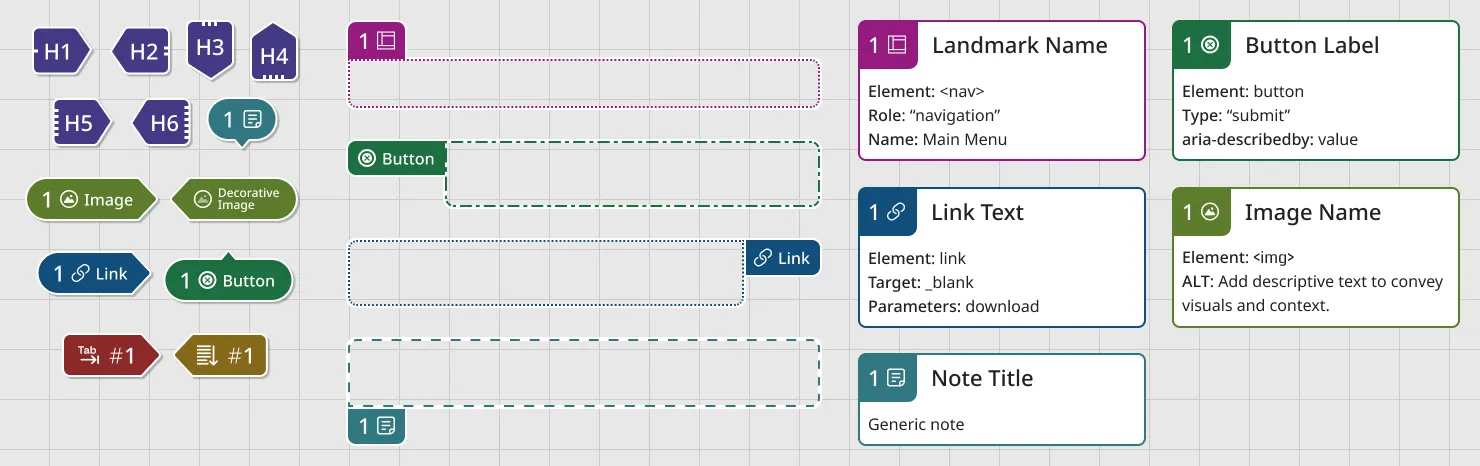 H1
H2
H3
H4
H5
H6
1
1 Image
Decorative
Image
1 Link
1 Button
Tab
#1
#1
1
Button
Link
1
1 Landmark Name
Element: <nav>
Role: “navigation”
Name: Main Menu
1 Button Label
Element: button
Type: “submit”
aria-describedby: value
1 Link Text
Element: link
Target: _blank
Parameters: download
1 Image Name
Element: <img>
ALT: Add descriptive text to convey
visuals and context.
1 Note Title
Generic note